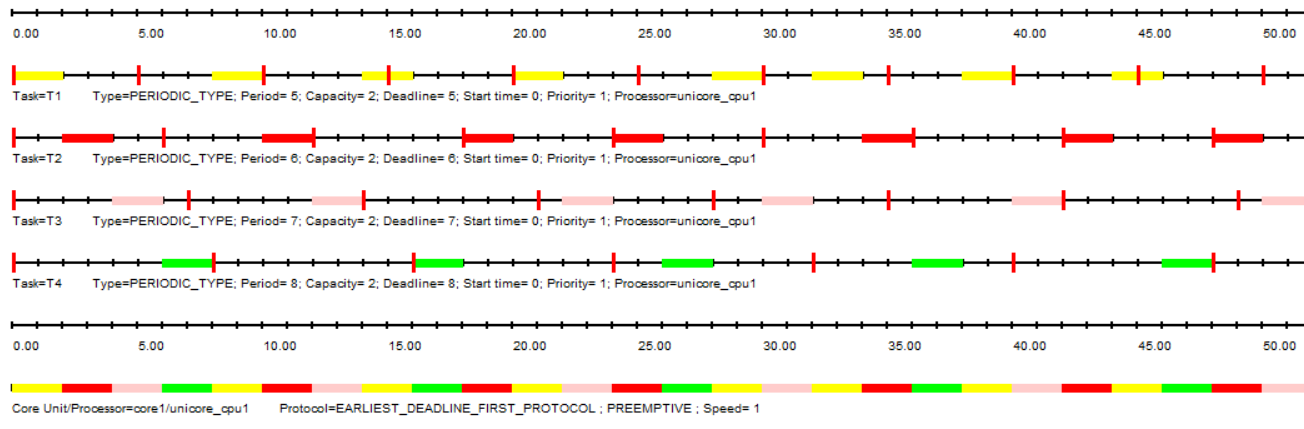 0.00 5.00 10.00 15.00 20.00 25.00 30.00 35.00 40.00 45.00 50.00
Task=T1 Type=PERIODIC_TYPE; Period= 5; Capacity= 2; Deadline= 5; Start time= 0; Priority= 1; Processor=unicore_cpu1
Task=T2 Type=PERIODIC_TYPE; Period= 6; Capacity= 2; Deadline= 6; Start time= 0; Priority= 1; Processor=unicore_cpu1
Task=T3 Type=PERIODIC_TYPE; Period= 7; Capacity= 2; Deadline= 7; Start time= 0; Priority= 1; Processor=unicore_cpu1
Task=T4 Type=PERIODIC_TYPE; Period= 8; Capacity= 2; Deadline= 8; Start time= 0; Priority= 1; Processor=unicore_cpu1
0.00 5.00 10.00 15.00 20.00 25.00 30.00 35.00 40.00 45.00 50.00
Core Unit/Processor=core1/unicore_cpu1 Protocol=EARLIEST_DEADLINE_FIRST_PROTOCOL ; PREEMPTIVE ; Speed= 1